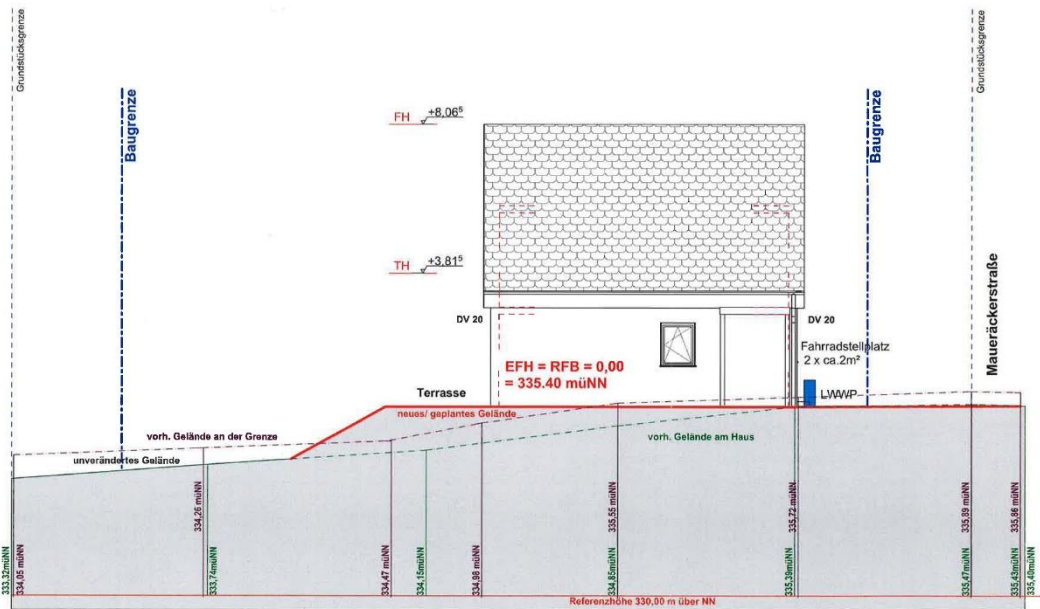 Grundstücksgrenze
Baugrenze
FH +8,06⁵
Baugrenze
Grundstücksgrenze
TH +3,81⁵
DV 20
DV 20
Fahrradstellplatz
2 x ca.2m²
Maueräckerstraße
EFH = RFB = 0,00
= 335.40 müNN
Terrasse
LWWP
neues/ geplantes Gelände
vorh. Gelände an der Grenze
vorh. Gelände am Haus
unverändertes Gelände
333,32müNN
334,05 müNN
334,26 müNN
333,74müNN
334,47 müNN
334,15müNN
334,98 müNN
335,55 müNN
334,85müNN
335,72 müNN
335,39müNN
335,89 müNN
335,47müNN
335,86 müNN
335,43müNN
335,40müNN
Referenzhöhe 330,00 m über NN